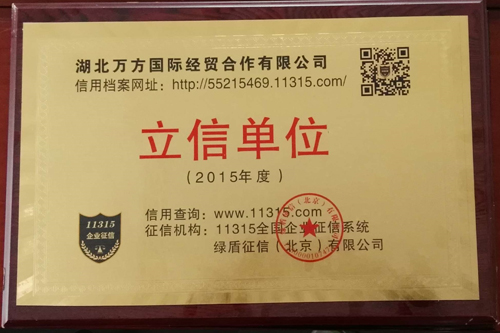 湖北万方国际经贸合作有限公司
信用档案网址：http://55215469.11315.com/
立信单位
（2015年度）
11315
企业征信
信用查询：www.11315.com
征信机构：11315全国企业征信系统
绿盾征信（北京）有限公司